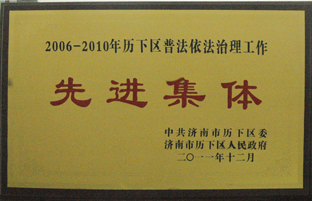 2006-2010年历下区普法依法治理工作
先进集体
中共济南市历下区委
济南市历下区人民政府
二〇一一年十二月